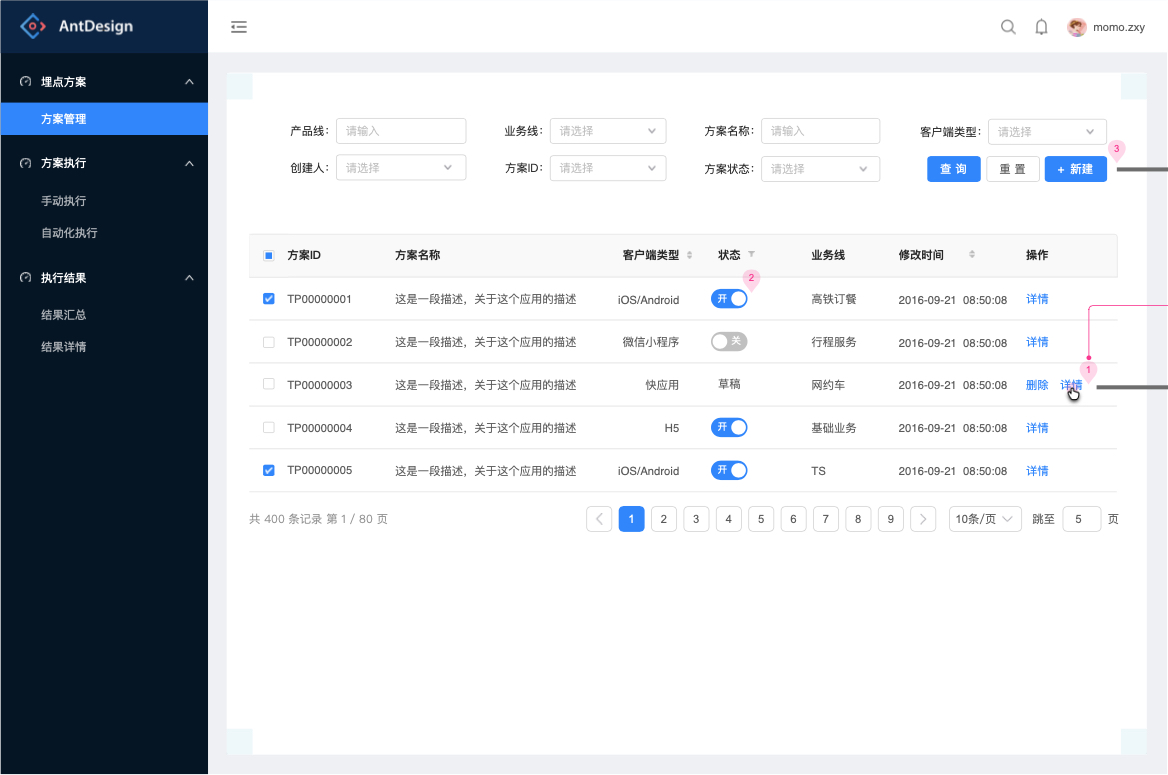 AntDesign
momo.zxy
埋点方案
方案管理
方案执行
手动执行
自动化执行
执行结果
结果汇总
结果详情
产品线: 请输入 业务线: 请选择 方案名称: 请输入 客户端类型: 请选择
3
创建人: 请选择 方案ID: 请选择 方案状态: 请选择 查 询 重 置 + 新建
方案ID 方案名称 客户端类型 状态 业务线 修改时间 操作
2
TP00000001 这是一段描述，关于这个应用的描述 iOS/Android 开 高铁订餐 2016-09-21 08:50:08 详情
TP00000002 这是一段描述，关于这个应用的描述 微信小程序 关 行程服务 2016-09-21 08:50:08 详情
1
TP00000003 这是一段描述，关于这个应用的描述 快应用 草稿 网约车 2016-09-21 08:50:08 删除 详情
TP00000004 这是一段描述，关于这个应用的描述 H5 开 基础业务 2016-09-21 08:50:08 详情
TP00000005 这是一段描述，关于这个应用的描述 iOS/Android 开 TS 2016-09-21 08:50:08 详情
共 400 条记录 第 1 / 80 页 1 2 3 4 5 6 7 8 9 10条/页 跳至 5 页